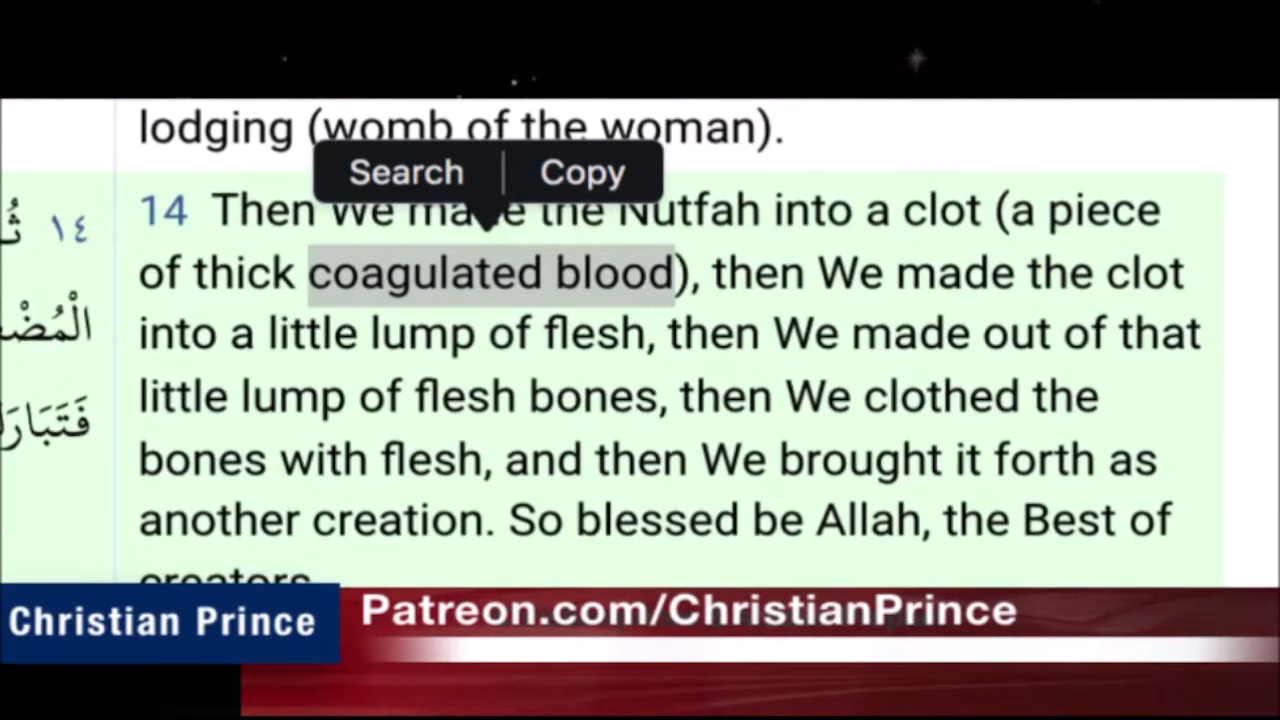 lodging (womb of the woman).
Search
Copy
14 Then We made the Nutfah into a clot (a piece
of thick coagulated blood), then We made the clot
into a little lump of flesh, then We made out of that
little lump of flesh bones, then We clothed the
bones with flesh, and then We brought it forth as
another creation. So blessed be Allah, the Best of
creators.
١٤
Christian Prince
Patreon.com/ChristianPrince